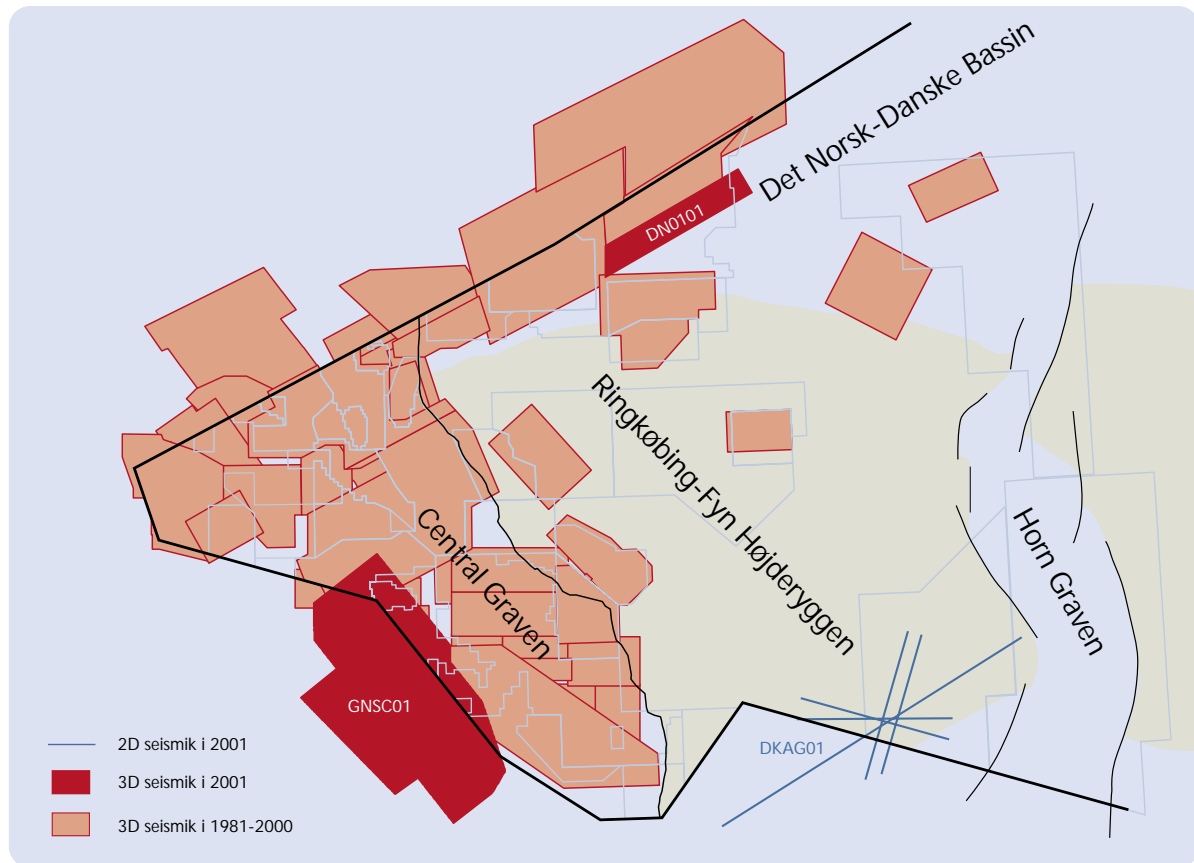 Det Norsk-Danske Bassin
DN0101
Ringkøbing-Fyn Højderyggen
Central Graven
Horn Graven
GNSC01
DKAG01
2D seismik i 2001
3D seismik i 2001
3D seismik i 1981-2000